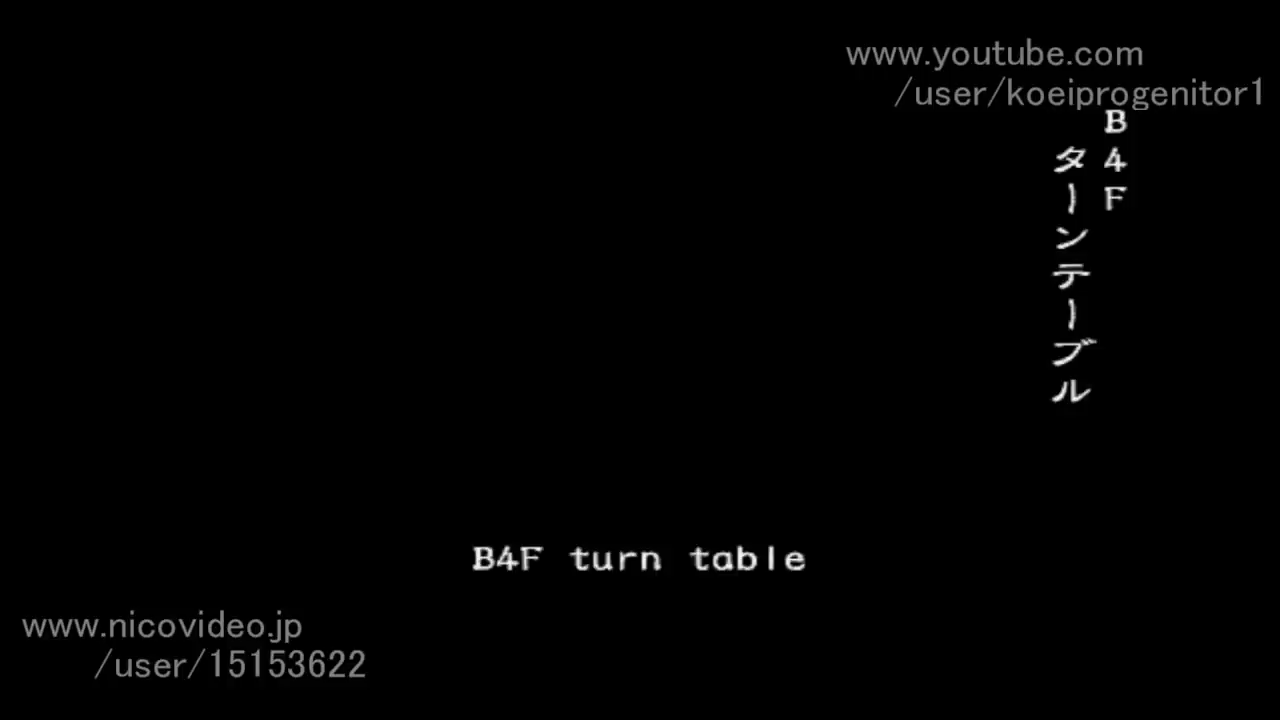 www.youtube.com
/user/koeiprogenitor1
B4F
ターンテーブル
B4F turn table
www.nicovideo.jp
/user/15153622